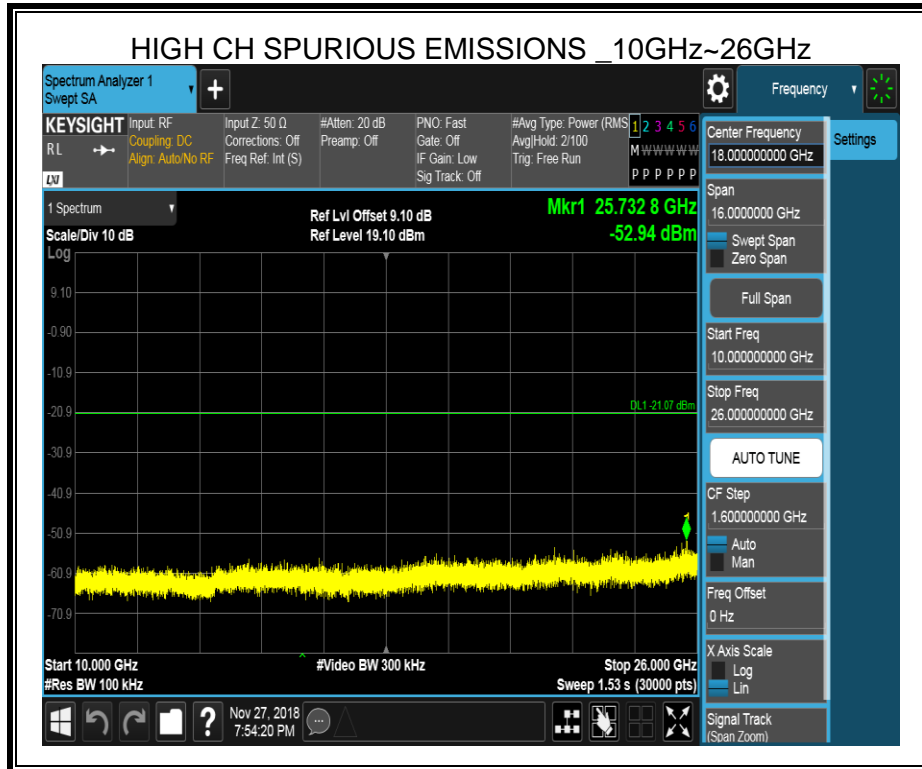 HIGH CH SPURIOUS EMISSIONS _10GHz~26GHz
Spectrum Analyzer 1
Swept SA
+
Frequency
KEYSIGHT
RL
LXI
Input: RF
Coupling: DC
Align: Auto/No RF
Input Z: 50 Ω
Corrections: Off
Freq Ref: Int (S)
#Atten: 20 dB
Preamp: Off
PNO: Fast
Gate: Off
IF Gain: Low
Sig Track: Off
#Avg Type: Power (RMS
Avg|Hold: 2/100
Trig: Free Run
1 2 3 4 5 6
M W W W W W
P P P P P P
Center Frequency
18.000000000 GHz
Settings
1 Spectrum
Scale/Div 10 dB
Ref Lvl Offset 9.10 dB
Ref Level 19.10 dBm
Mkr1 25.732 8 GHz
-52.94 dBm
Log
9.10
-0.90
-10.9
-20.9
-30.9
-40.9
-50.9
-60.9
-70.9
DL1 -21.07 dBm
1
Start 10.000 GHz
#Res BW 100 kHz
#Video BW 300 kHz
Stop 26.000 GHz
Sweep 1.53 s (30000 pts)
Span
16.0000000 GHz
Swept Span
Zero Span
Full Span
Start Freq
10.000000000 GHz
Stop Freq
26.000000000 GHz
AUTO TUNE
CF Step
1.600000000 GHz
Auto
Man
Freq Offset
0 Hz
X Axis Scale
Log
Lin
Signal Track
(Span Zoom)
?
Nov 27, 2018
7:54:20 PM